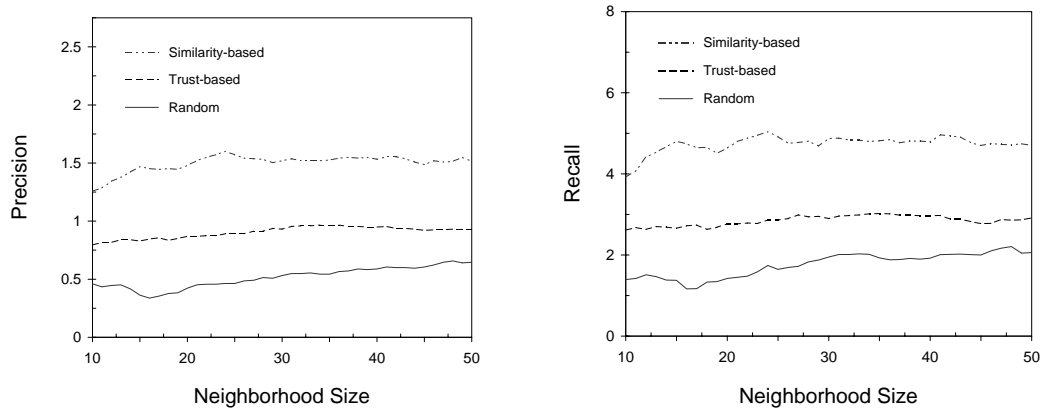 2.5
2
1.5
1
0.5
0
10
20
30
40
50
Precision
Neighborhood Size
Similarity-based
Trust-based
Random
8
6
4
2
0
10
20
30
40
50
Recall
Neighborhood Size
Similarity-based
Trust-based
Random